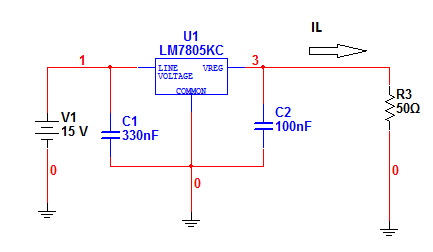 IL
U1
LM7805KC
1
3
LINE VREG
VOLTAGE
COMMON
V1
15 V
C1
330nF
C2
100nF
R3
50Ω
0
0
0